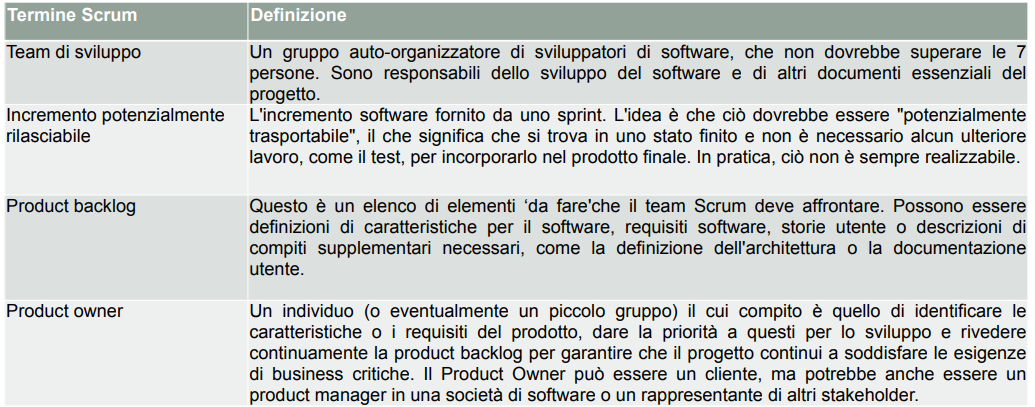 Termine Scrum Definizione
Team di sviluppo Un gruppo auto-organizzatore di sviluppatori di software, che non dovrebbe superare le 7
persone. Sono responsabili dello sviluppo del software e di altri documenti essenziali del
progetto.
Incremento potenzialmente L'incremento software fornito da uno sprint. L'idea è che ciò dovrebbe essere "potenzialmente
rilasciabile trasportabile", il che significa che si trova in uno stato finito e non è necessario alcun ulteriore
lavoro, come il test, per incorporarlo nel prodotto finale. In pratica, ciò non è sempre realizzabile.
Product backlog Questo è un elenco di elementi ‘da fare'che il team Scrum deve affrontare. Possono essere
definizioni di caratteristiche per il software, requisiti software, storie utente o descrizioni di
compiti supplementari necessari, come la definizione dell'architettura o la documentazione
utente.
Product owner Un individuo (o eventualmente un piccolo gruppo) il cui compito è quello di identificare le
caratteristiche o i requisiti del prodotto, dare la priorità a questi per lo sviluppo e rivedere
continuamente la product backlog per garantire che il progetto continui a soddisfare le esigenze
di business critiche. Il Product Owner può essere un cliente, ma potrebbe anche essere un
product manager in una società di software o un rappresentante di altri stakeholder.